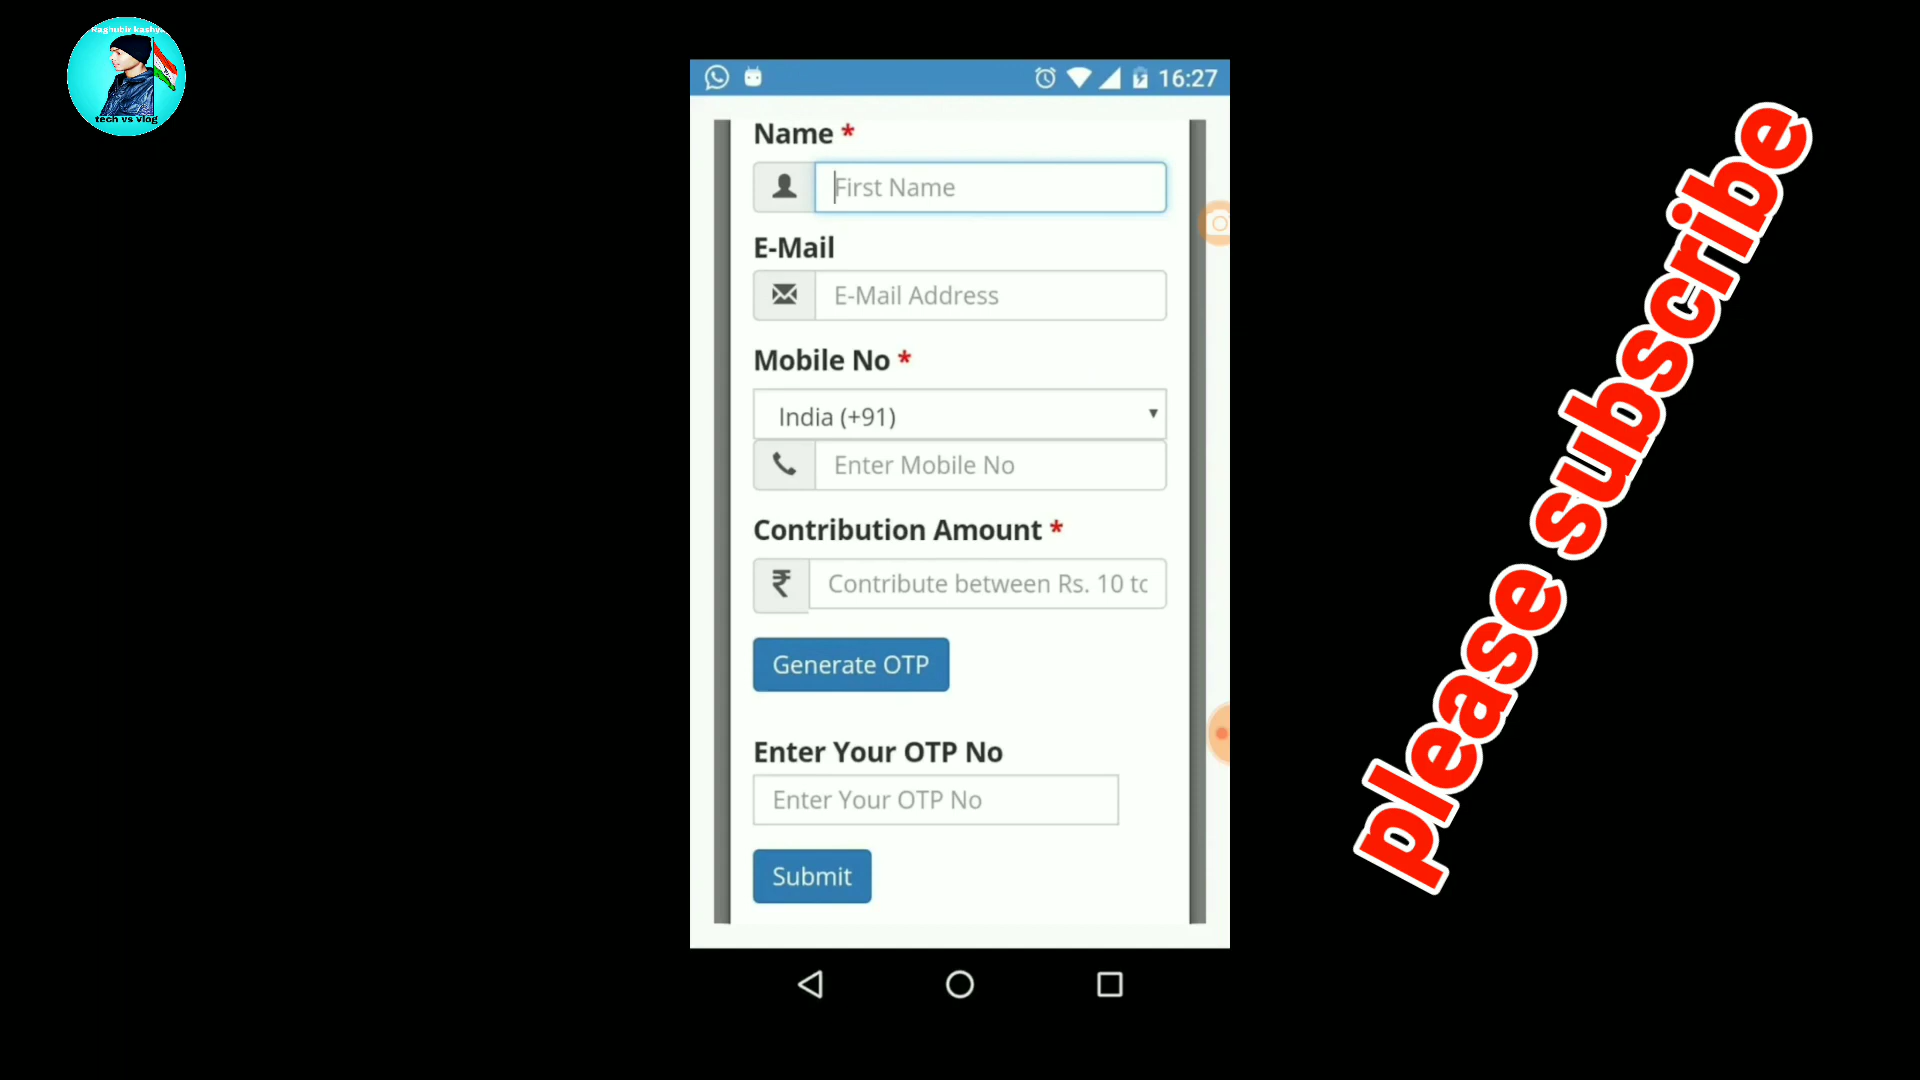 Raghubir kashya
tech vs vlog
16:27
Name *
First Name
E-Mail
E-Mail Address
Mobile No *
India (+91)
Enter Mobile No
Contribution Amount *
₹ Contribute between Rs. 10 tc
Generate OTP
Enter Your OTP No
Enter Your OTP No
Submit
please subscribe